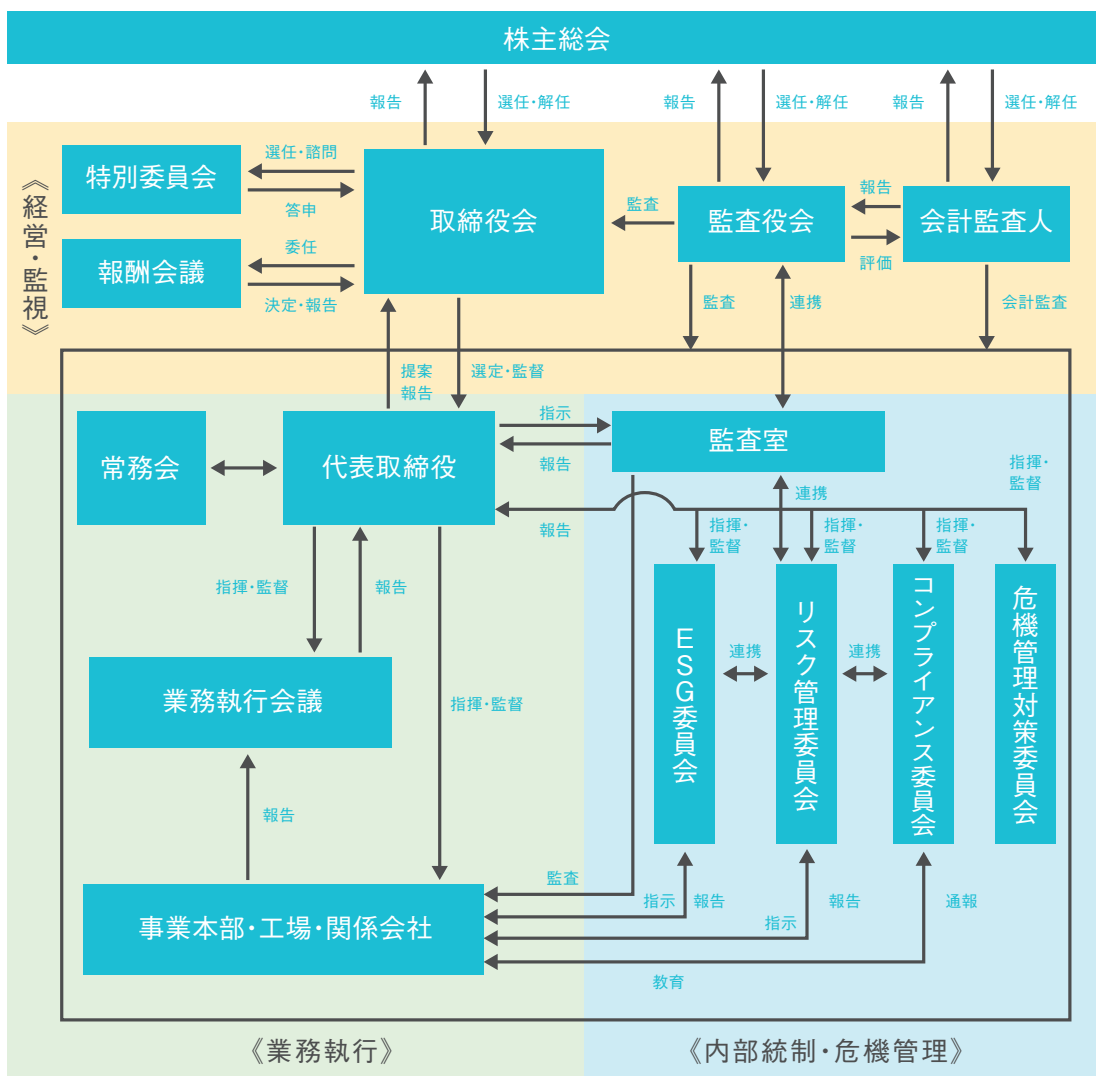 株主総会
報告
選任・解任
報告
選任・解任
報告
選任・解任
《経営・監視》
特別委員会
選任・諮問
答申
報酬会議
委任
決定・報告
取締役会
監査
監査役会
報告
評価
会計監査人
監査
連携
会計監査
提案
報告
選定・監督
常務会
代表取締役
指示
報告
監査室
報告
連携
指揮・
監督
指揮・
監督
指揮・
監督
指揮・
監督
指揮・監督
報告
業務執行会議
指揮・監督
報告
ESG委員会
連携
リスク管理委員会
連携
コンプライアンス委員会
危機管理対策委員会
事業本部・工場・関係会社
監査
指示
報告
指示
報告
通報
教育
《業務執行》
《内部統制・危機管理》